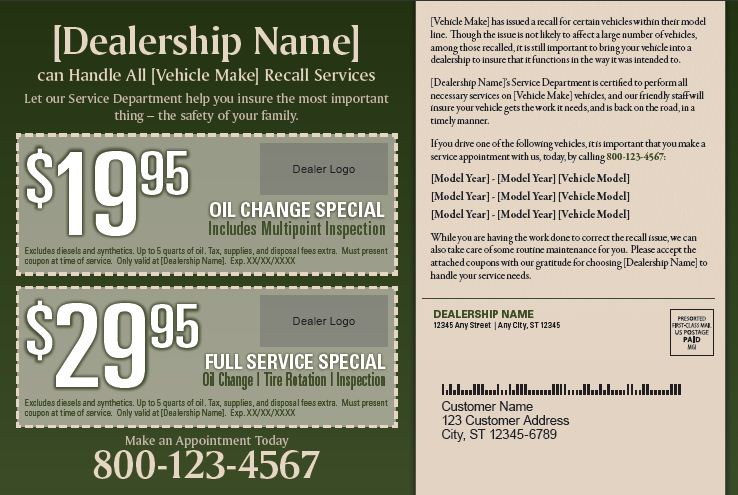 [Dealership Name]
can Handle All [Vehicle Make] Recall Services
Let our Service Department help you insure the most important
thing – the safety of your family.
$19 95
Dealer Logo
OIL CHANGE SPECIAL
Includes Multipoint Inspection
Excludes diesels and synthetics. Up to 5 quarts of oil. Tax, supplies, and disposal fees extra. Must present
coupon at time of service. Only valid at [Dealership Name]. Exp. XX/XX/XXXX
$29 95
Dealer Logo
FULL SERVICE SPECIAL
Oil Change | Tire Rotation | Inspection
Excludes diesels and synthetics. Up to 5 quarts of oil. Tax, supplies, and disposal fees extra. Must present
coupon at time of service. Only valid at [Dealership Name]. Exp. XX/XX/XXXX
Make an Appointment Today
800-123-4567
[Vehicle Make] has issued a recall for certain vehicles within their model
line. Though the issue is not likely to affect a large number of vehicles,
among those recalled, it is still important to bring your vehicle into a
dealership to insure that it functions in the way it was intended to.
[Dealership Name]'s Service Department is certified to perform all
necessary services on [Vehicle Make] vehicles, and our friendly staff will
insure your vehicle gets the work it needs, and is back on the road, in a
timely manner.
If you drive one of the following vehicles, it is important that you make a
service appointment with us, today, by calling 800-123-4567:
[Model Year] - [Model Year] [Vehicle Model]
[Model Year] - [Model Year] [Vehicle Model]
[Model Year] - [Model Year] [Vehicle Model]
While you are having the work done to correct the recall issue, we can
also take care of some routine maintenance for you. Please accept the
attached coupons with our gratitude for choosing [Dealership Name] to
handle your service needs.
DEALERSHIP NAME
12345 Any Street | Any City, ST 12345
PRESORTED
FIRST-CLASS MAIL
US POSTAGE
PAID
MGI
Customer Name
123 Customer Address
City, ST 12345-6789